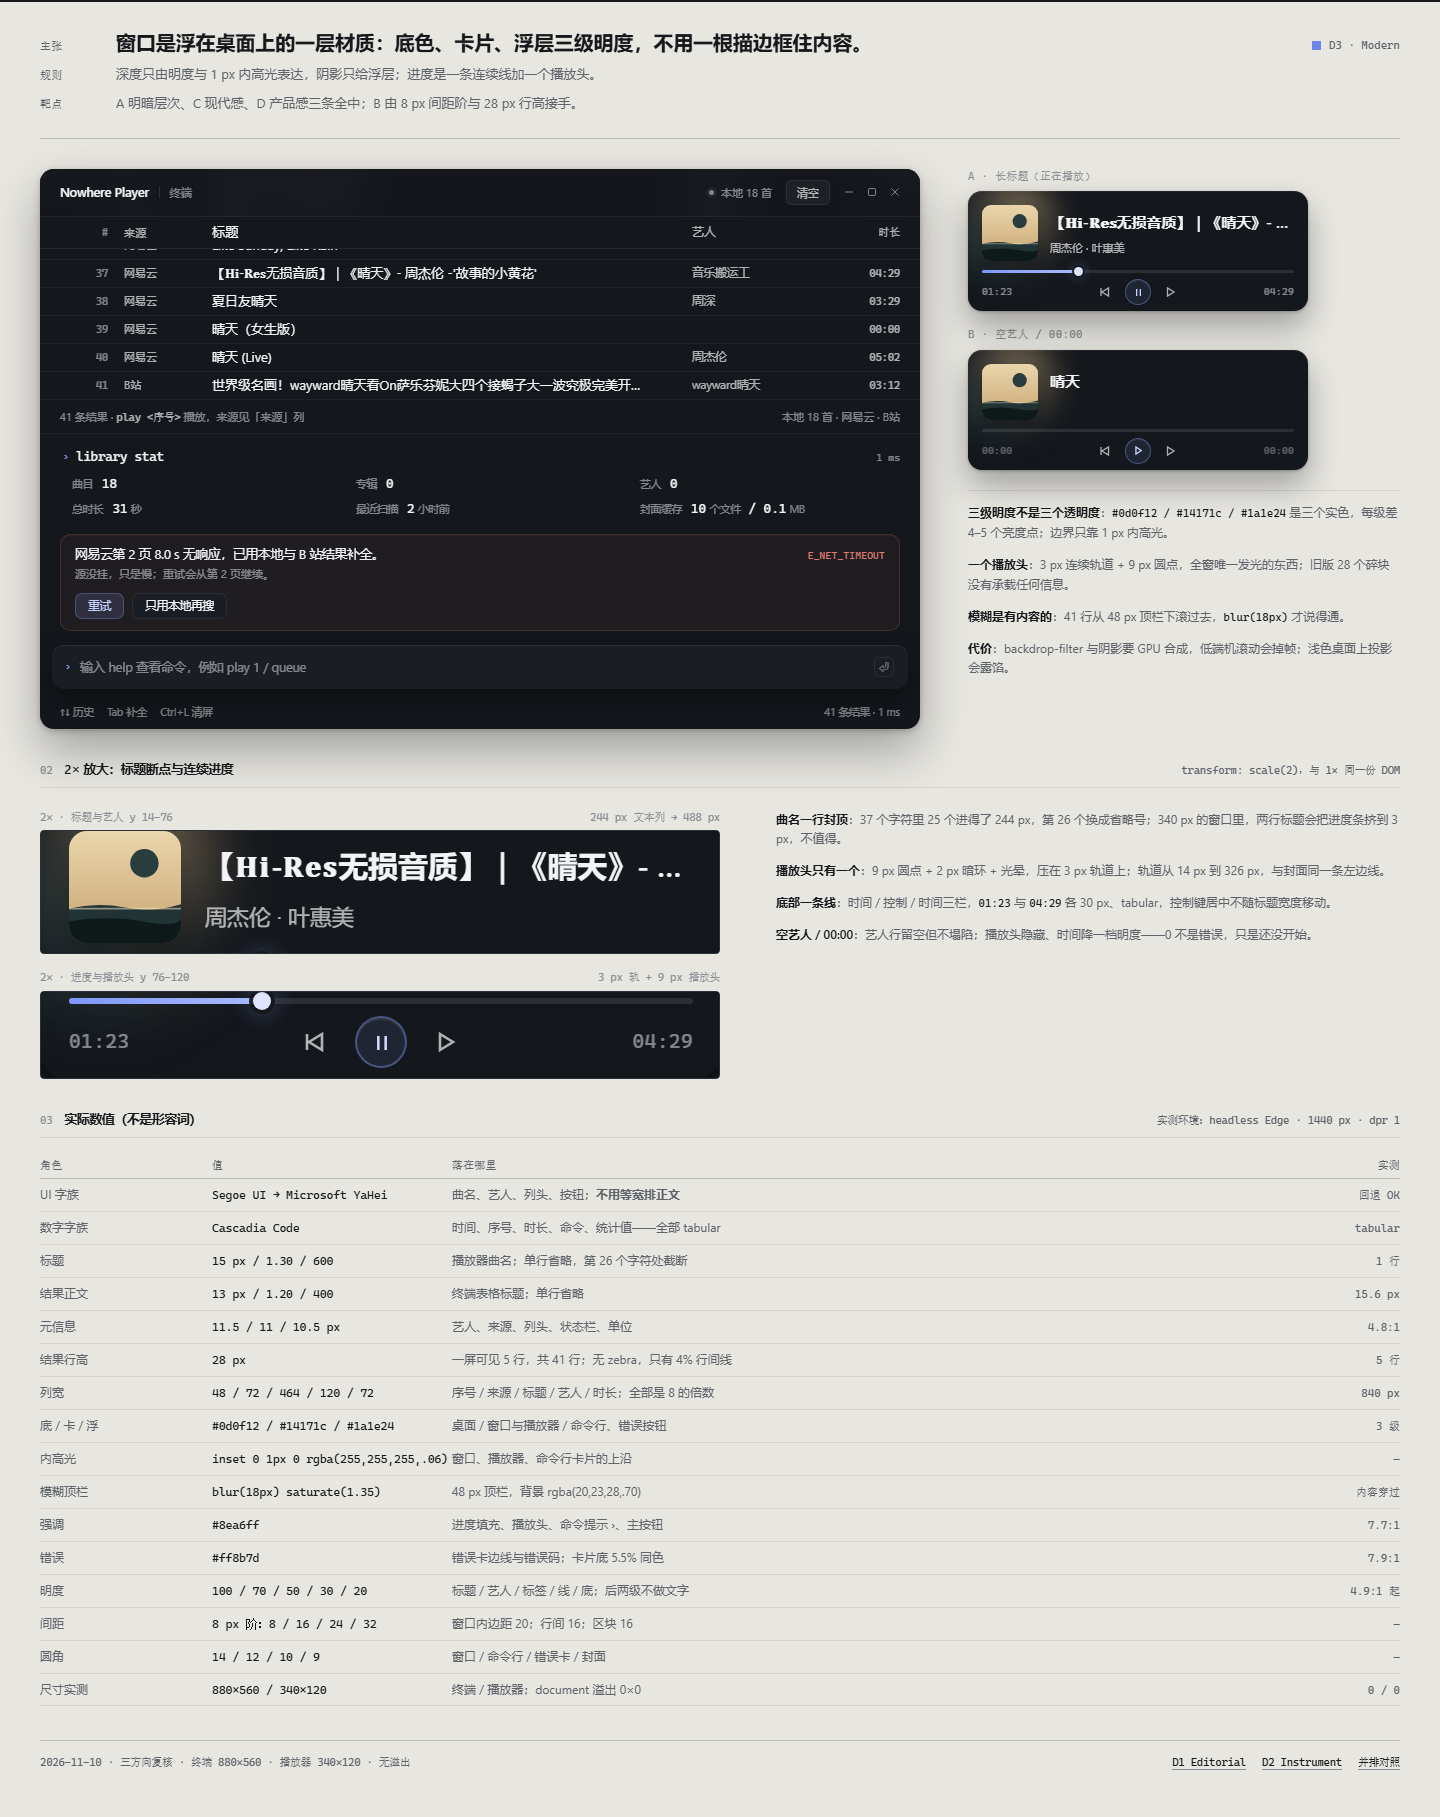 主张 窗口是浮在桌面上的一层材质：底色、卡片、浮层三级明度，不用一根描边框住内容。 D3 · Modern
规则 深度只由明度与 1 px 内高光表达，阴影只给浮层；进度是一条连续线加一个播放头。
靶点 A 明暗层次、C 现代感、D 产品感三条全中；B 由 8 px 间距阶与 28 px 行高接手。
Nowhere Player 终端 本地 18 首 清空
# 来源 标题 艺人 时长
37 网易云 【Hi-Res无损音质】 | 《晴天》- 周杰伦 -'故事的小黄花' 音乐搬运工 04:29
38 网易云 夏日友晴天 周深 03:29
39 网易云 晴天（女生版） 00:00
40 网易云 晴天 (Live) 周杰伦 05:02
41 B站 世界级名画！wayward晴天看On萨乐芬妮大四个接蝎子大一波究极完美开... wayward晴天 03:12
41 条结果 · play <序号> 播放，来源见「来源」列 本地 18 首 · 网易云 · B站
› library stat 1 ms
曲目 18 专辑 0 艺人 0
总时长 31 秒 最近扫描 2 小时前 封面缓存 10 个文件 / 0.1 MB
网易云第 2 页 8.0 s 无响应，已用本地与 B 站结果补全。 E_NET_TIMEOUT
源没挂，只是慢；重试会从第 2 页继续。
重试 只用本地再搜
› 输入 help 查看命令，例如 play 1 / queue
↑↓ 历史 Tab 补全 Ctrl+L 清屏 41 条结果 · 1 ms
A · 长标题（正在播放）
【Hi-Res无损音质】 | 《晴天》- ...
周杰伦 · 叶惠美
01:23 04:29
B · 空艺人 / 00:00
晴天
00:00 00:00
三级明度不是三个透明度：#0d0f12 / #14171c / #1a1e24 是三个实色，每级差
4–5 个亮度点；边界只靠 1 px 内高光。
一个播放头：3 px 连续轨道 + 9 px 圆点，全窗唯一发光的东西；旧版 28 个碎块
没有承载任何信息。
模糊是有内容的：41 行从 48 px 顶栏下滚过去，blur(18px) 才说得通。
代价：backdrop-filter 与阴影要 GPU 合成，低端机滚动会掉帧；浅色桌面上投影
会露馅。
02 2× 放大：标题断点与连续进度 transform: scale(2)，与 1× 同一份 DOM
2× · 标题与艺人 y 14–76 244 px 文本列 → 488 px
【Hi-Res无损音质】 | 《晴天》- ...
周杰伦 · 叶惠美
2× · 进度与播放头 y 76–120 3 px 轨 + 9 px 播放头
01:23 04:29
曲名一行封顶：37 个字符里 25 个进得了 244 px，第 26 个换成省略号；340 px 的窗口里，两行标题会把进度条挤到 3
px，不值得。
播放头只有一个：9 px 圆点 + 2 px 暗环 + 光晕，压在 3 px 轨道上；轨道从 14 px 到 326 px，与封面同一条左边线。
底部一条线：时间 / 控制 / 时间三栏，01:23 与 04:29 各 30 px、tabular，控制键居中不随标题宽度移动。
空艺人 / 00:00：艺人行留空但不塌陷；播放头隐藏、时间降一档明度——0 不是错误，只是还没开始。
03 实际数值（不是形容词） 实测环境：headless Edge · 1440 px · dpr 1
角色 值 落在哪里 实测
UI 字族 Segoe UI → Microsoft YaHei 曲名、艺人、列头、按钮；不用等宽排正文 回退 OK
数字字族 Cascadia Code 时间、序号、时长、命令、统计值——全部 tabular tabular
标题 15 px / 1.30 / 600 播放器曲名；单行省略，第 26 个字符处截断 1 行
结果正文 13 px / 1.20 / 400 终端表格标题；单行省略 15.6 px
元信息 11.5 / 11 / 10.5 px 艺人、来源、列头、状态栏、单位 4.8:1
结果行高 28 px 一屏可见 5 行，共 41 行；无 zebra，只有 4% 行间线 5 行
列宽 48 / 72 / 464 / 120 / 72 序号 / 来源 / 标题 / 艺人 / 时长；全部是 8 的倍数 840 px
底 / 卡 / 浮 #0d0f12 / #14171c / #1a1e24 桌面 / 窗口与播放器 / 命令行、错误按钮 3 级
内高光 inset 0 1px 0 rgba(255,255,255,.06) 窗口、播放器、命令行卡片的上沿 —
模糊顶栏 blur(18px) saturate(1.35) 48 px 顶栏，背景 rgba(20,23,28,.70) 内容穿过
强调 #8ea6ff 进度填充、播放头、命令提示 ›、主按钮 7.7:1
错误 #ff8b7d 错误卡边线与错误码；卡片底 5.5% 同色 7.9:1
明度 100 / 70 / 50 / 30 / 20 标题 / 艺人 / 标签 / 线 / 底；后两级不做文字 4.9:1 起
间距 8 px 阶：8 / 16 / 24 / 32 窗口内边距 20；行间 16；区块 16 —
圆角 14 / 12 / 10 / 9 窗口 / 命令行 / 错误卡 / 封面 —
尺寸实测 880×560 / 340×120 终端 / 播放器；document 溢出 0×0 0 / 0
2026-11-10 · 三方向复核 · 终端 880×560 · 播放器 340×120 · 无溢出 D1 Editorial D2 Instrument 并排对照